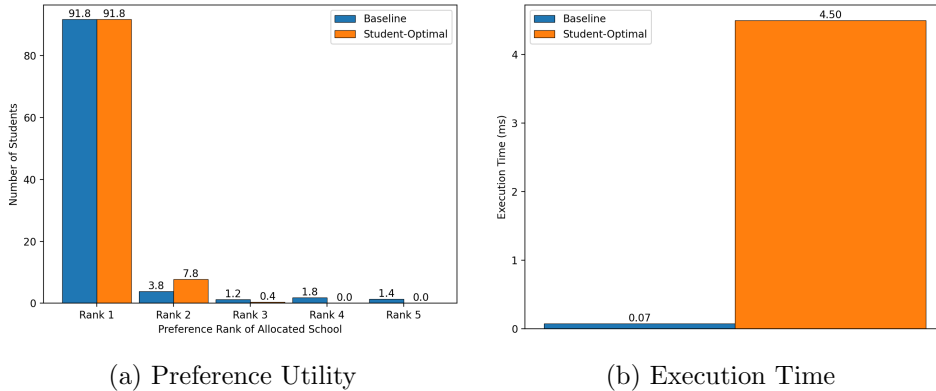 Baseline
Student-Optimal
Number of Students
80
60
40
20
0
91.8
91.8
3.8
7.8
1.2
0.4
1.8
0.0
1.4
0.0
Rank 1
Rank 2
Rank 3
Rank 4
Rank 5
Preference Rank of Allocated School
(a) Preference Utility
Baseline
Student-Optimal
Execution Time (ms)
4
3
2
1
0
0.07
4.50
(b) Execution Time